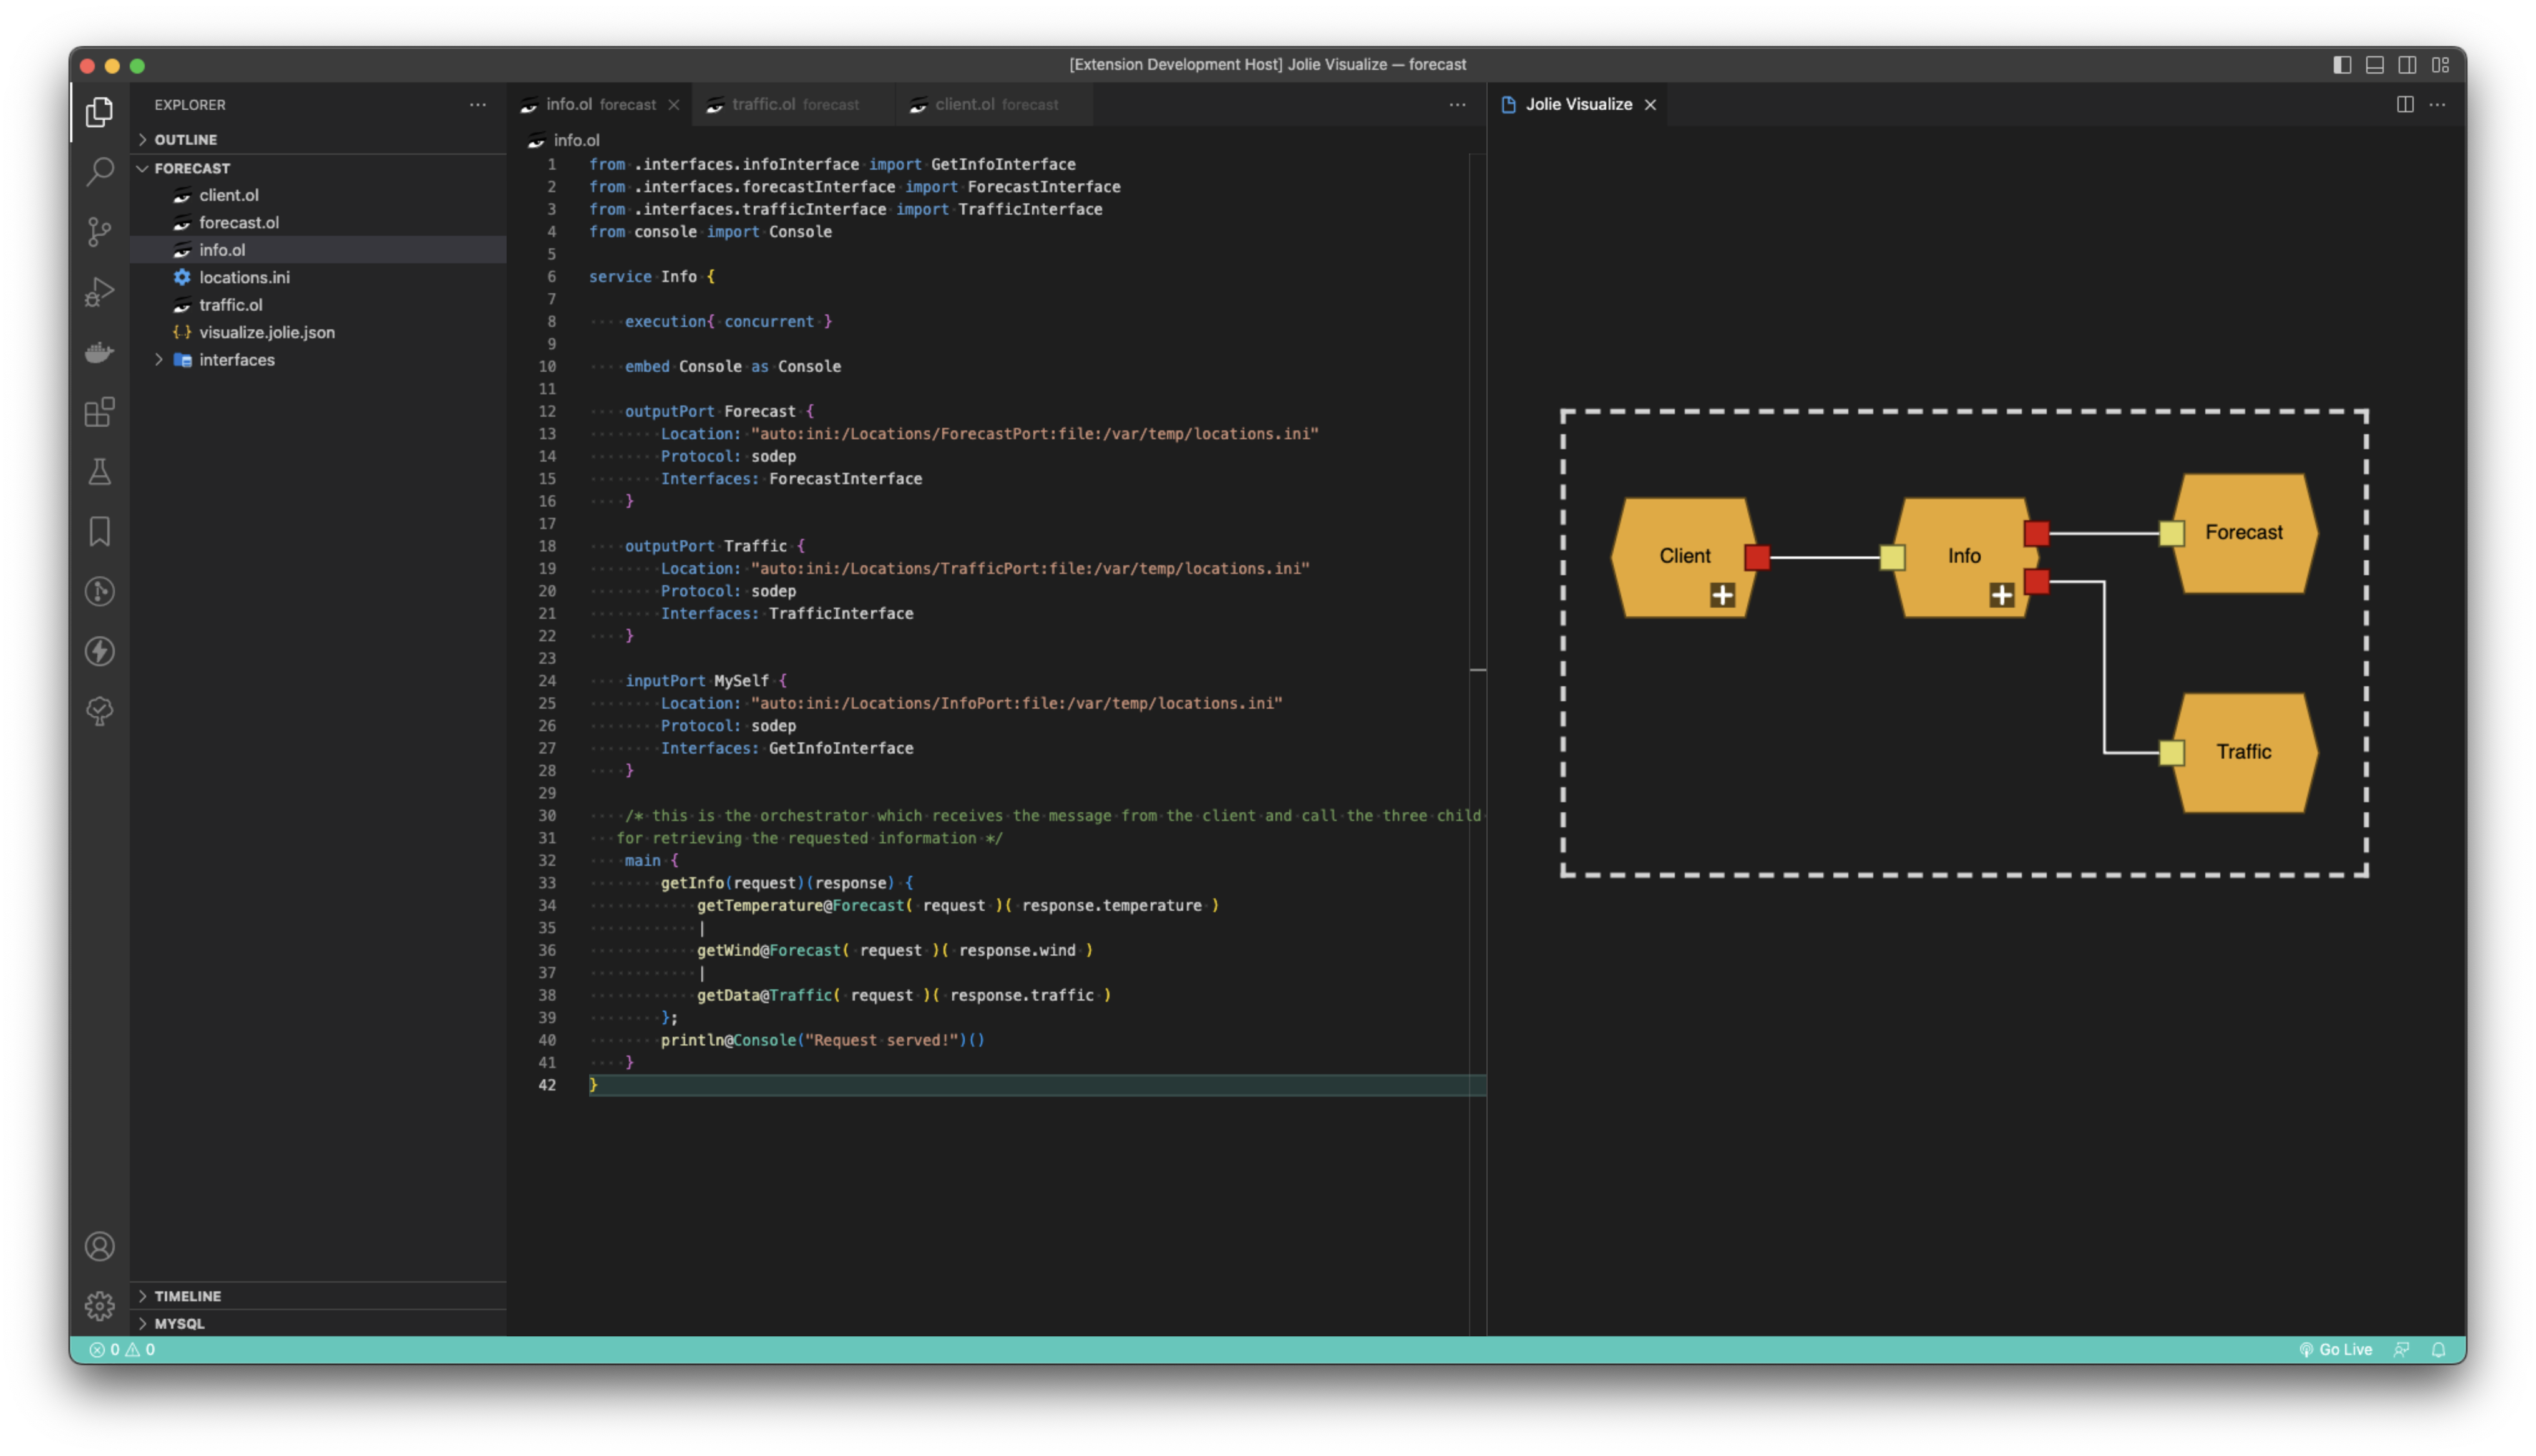 [Extension Development Host] Jolie Visualize — forecast
EXPLORER
OUTLINE
FORECAST
client.ol
forecast.ol
info.ol
locations.ini
traffic.ol
visualize.jolie.json
interfaces
TIMELINE
MYSQL
info.ol forecast
traffic.ol forecast
client.ol forecast
info.ol
1 from .interfaces.infoInterface import GetInfoInterface
2 from .interfaces.forecastInterface import ForecastInterface
3 from .interfaces.trafficInterface import TrafficInterface
4 from console import Console
5
6 service Info {
7
8 execution{ concurrent }
9
10 embed Console as Console
11
12 outputPort Forecast {
13 Location: "auto:ini:/Locations/ForecastPort:file:/var/temp/locations.ini"
14 Protocol: sodep
15 Interfaces: ForecastInterface
16 }
17
18 outputPort Traffic {
19 Location: "auto:ini:/Locations/TrafficPort:file:/var/temp/locations.ini"
20 Protocol: sodep
21 Interfaces: TrafficInterface
22 }
23
24 inputPort MySelf {
25 Location: "auto:ini:/Locations/InfoPort:file:/var/temp/locations.ini"
26 Protocol: sodep
27 Interfaces: GetInfoInterface
28 }
29
30 /* this is the orchestrator which receives the message from the client and call the three child
31 for retrieving the requested information */
32 main {
33 getInfo(request)(response) {
34 getTemperature@Forecast( request )( response.temperature )
35 |
36 getWind@Forecast( request )( response.wind )
37 |
38 getData@Traffic( request )( response.traffic )
39 };
40 println@Console("Request served!")()
41 }
42 }
Jolie Visualize
Client
Info
Forecast
Traffic
0 0
Go Live